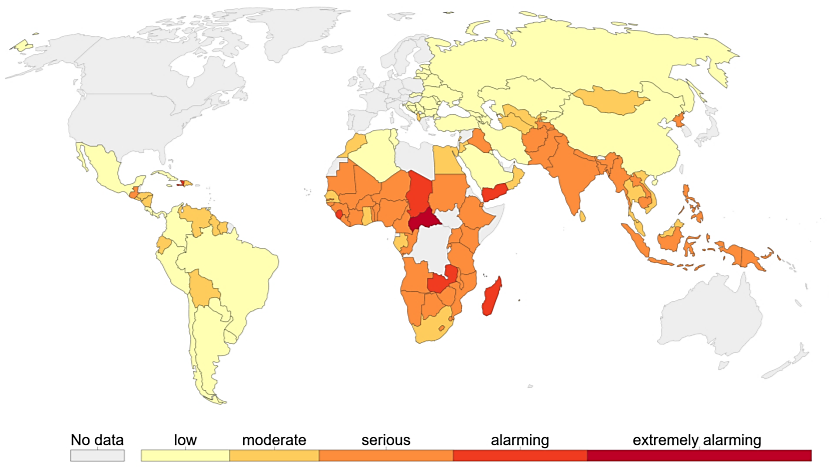 No data low moderate serious alarming extremely alarming